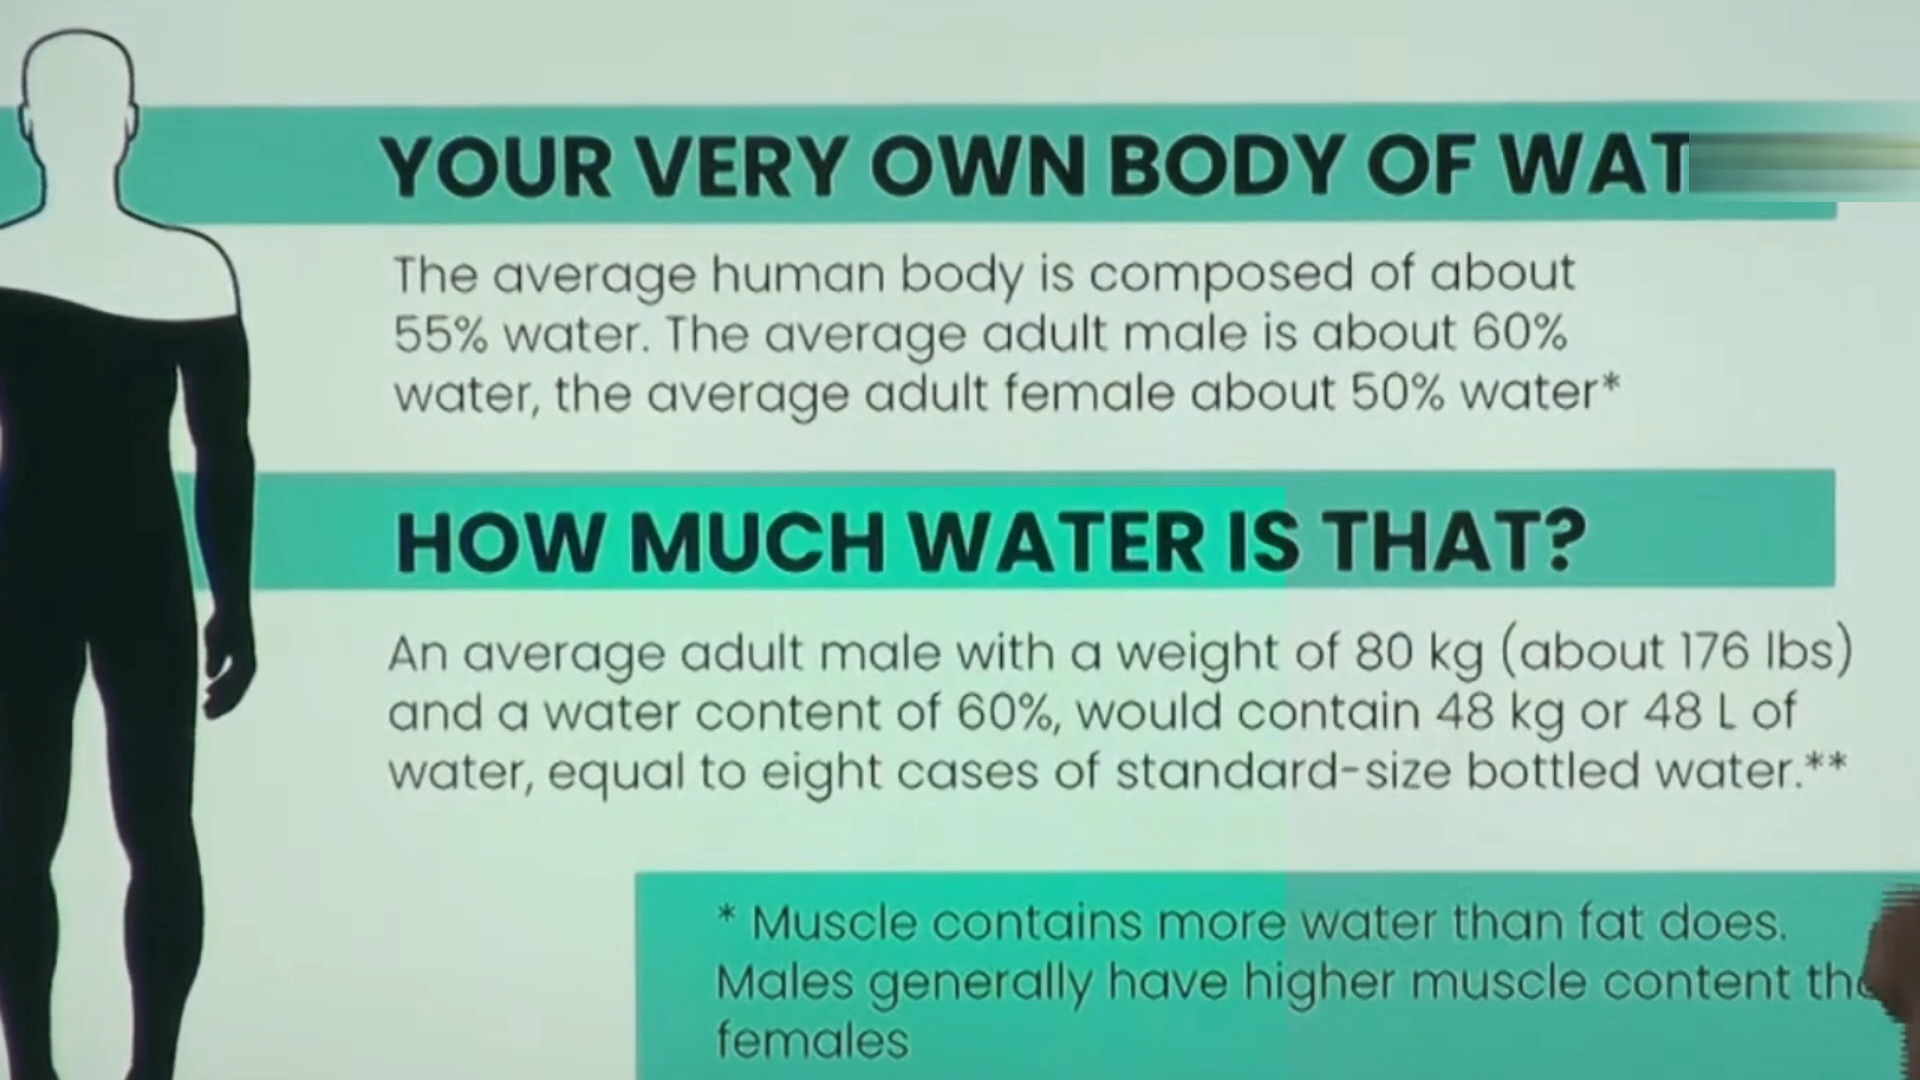 YOUR VERY OWN BODY OF WAT
The average human body is composed of about
55% water. The average adult male is about 60%
water, the average adult female about 50% water*
HOW MUCH WATER IS THAT?
An average adult male with a weight of 80 kg (about 176 lbs)
and a water content of 60%, would contain 48 kg or 48 L of
water, equal to eight cases of standard-size bottled water.**
* Muscle contains more water than fat does.
Males generally have higher muscle content
females